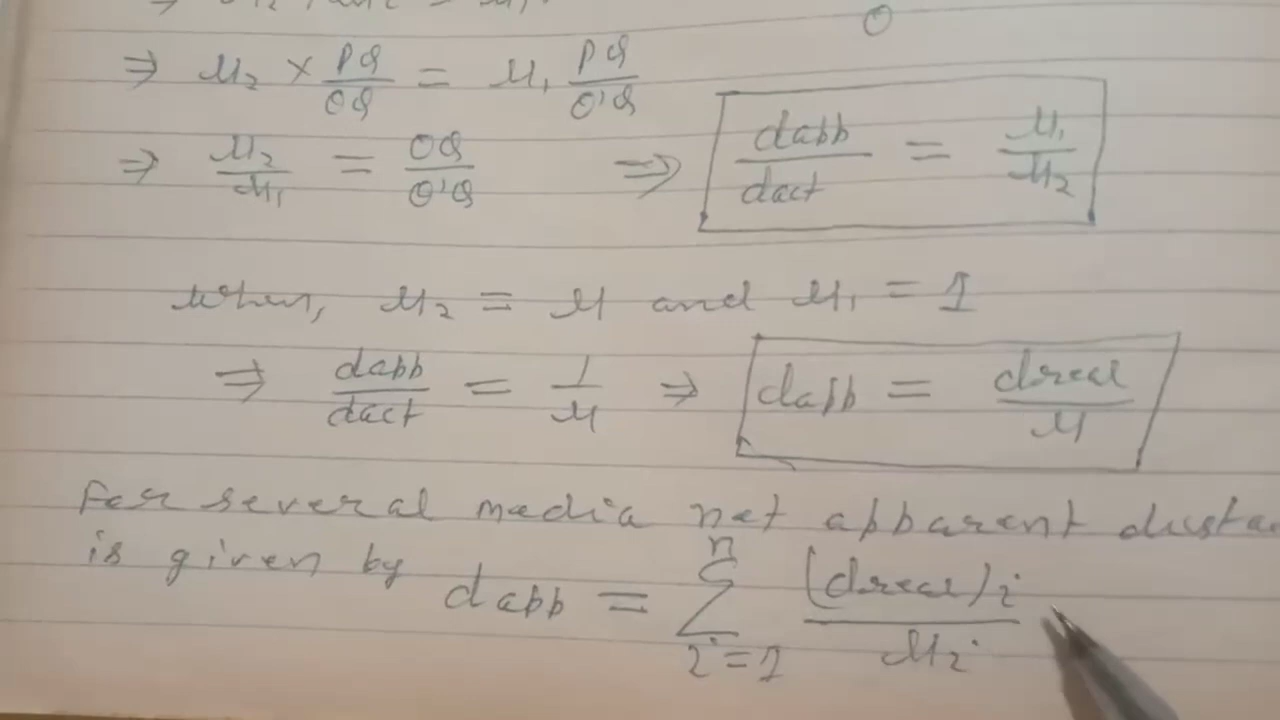 ⇒ μ₂ × PQ/OQ = μ₁ PQ/O'Q
⇒ μ₂/μ₁ = OQ/O'Q ⇒ dapp/dact = μ₁/μ₂
when, μ₂ = μ and μ₁ = 1
⇒ dapp/dact = 1/μ ⇒ dapp = dreal/μ
For several media net apparent dista
is given by dapp = Σ n i=1 (dreal)i/μi